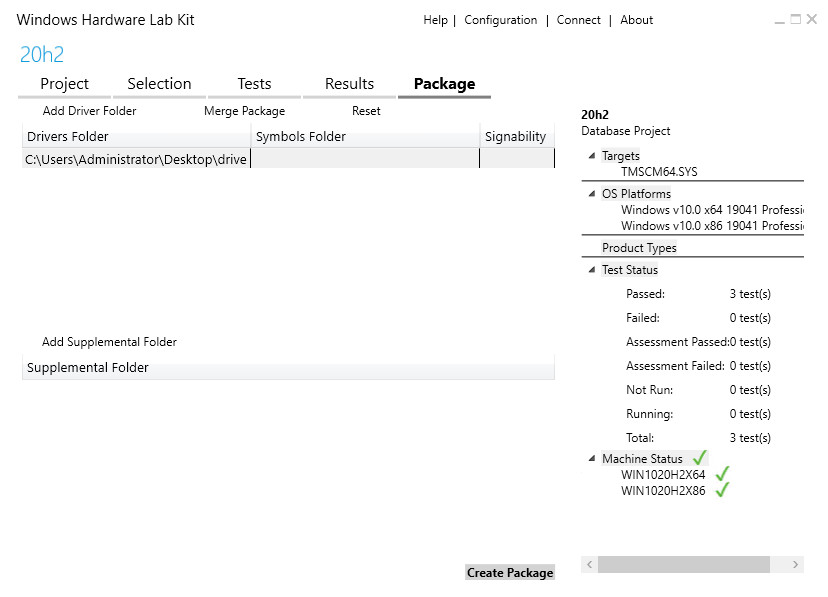 Windows Hardware Lab Kit
Help | Configuration | Connect | About
20h2
Project Selection Tests Results Package
Add Driver Folder Merge Package Reset
Drivers Folder Symbols Folder Signability
C:\Users\Administrator\Desktop\drive
Add Supplemental Folder
Supplemental Folder
Create Package
20h2
Database Project
Targets
TMSCM64.SYS
OS Platforms
Windows v10.0 x64 19041 Professi
Windows v10.0 x86 19041 Professi
Product Types
Test Status
Passed: 3 test(s)
Failed: 0 test(s)
Assessment Passed:0 test(s)
Assessment Failed: 0 test(s)
Not Run: 0 test(s)
Running: 0 test(s)
Total: 3 test(s)
Machine Status
WIN1020H2X64
WIN1020H2X86